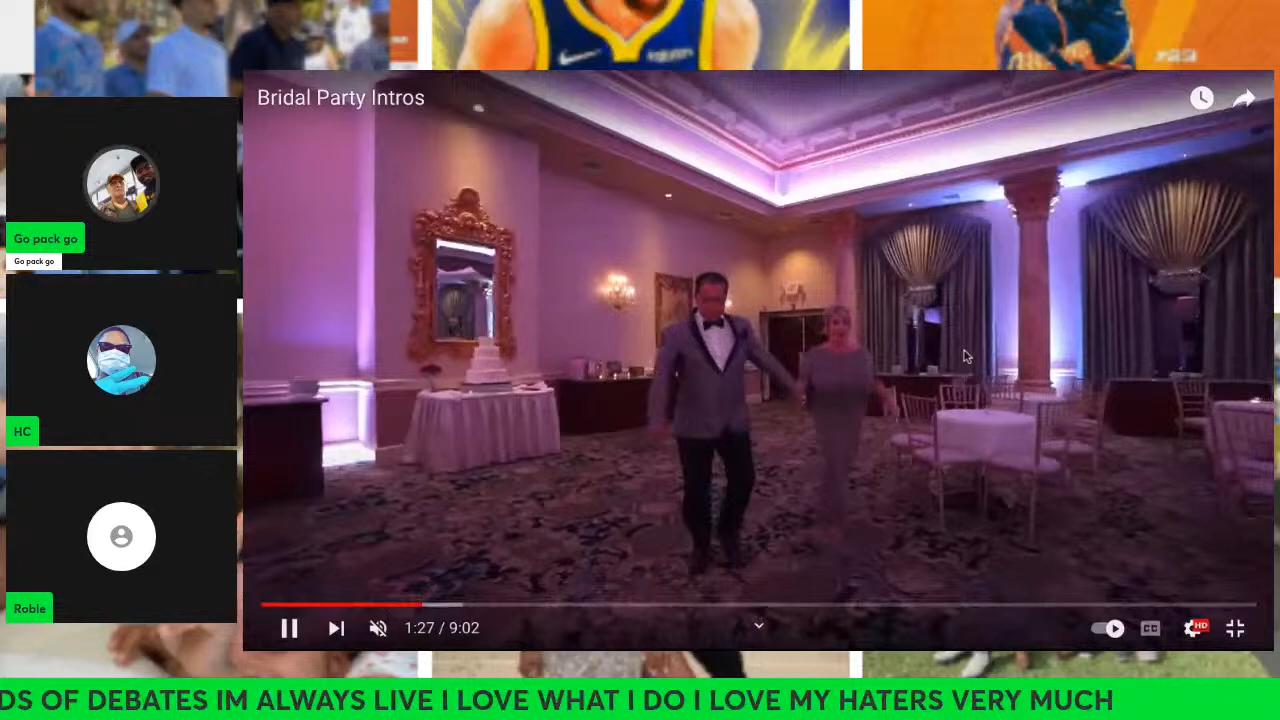 Bridal Party Intros
Go pack go
Go pack go
HC
Roble
1:27 / 9:02
CC
HD
DS OF DEBATES IM ALWAYS LIVE I LOVE WHAT I DO I LOVE MY HATERS VERY MUCH